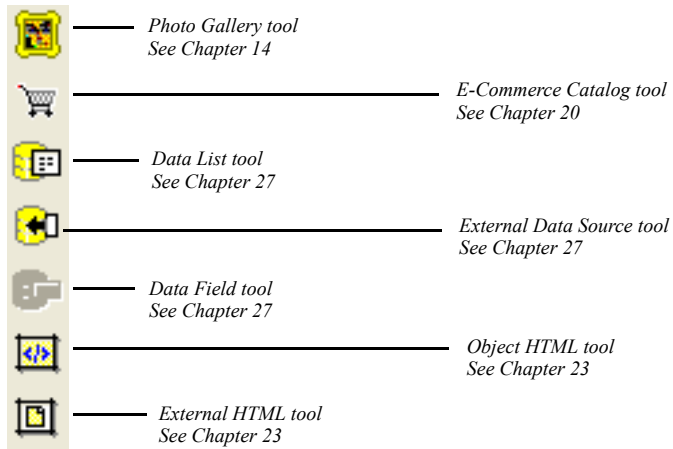 Photo Gallery tool
See Chapter 14
E-Commerce Catalog tool
See Chapter 20
Data List tool
See Chapter 27
External Data Source tool
See Chapter 27
Data Field tool
See Chapter 27
Object HTML tool
See Chapter 23
External HTML tool
See Chapter 23